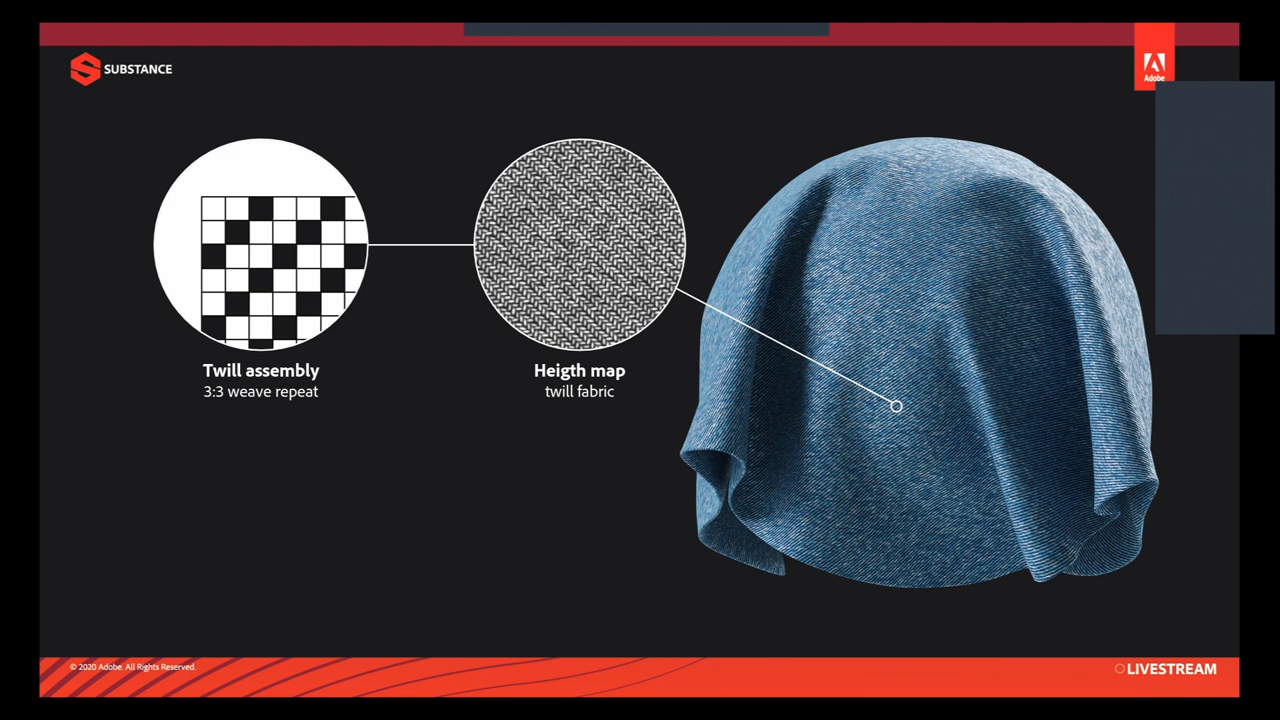 SUBSTANCE
Adobe
Twill assembly
3:3 weave repeat
Heigth map
twill fabric
© 2020 Adobe. All Rights Reserved.
LIVESTREAM